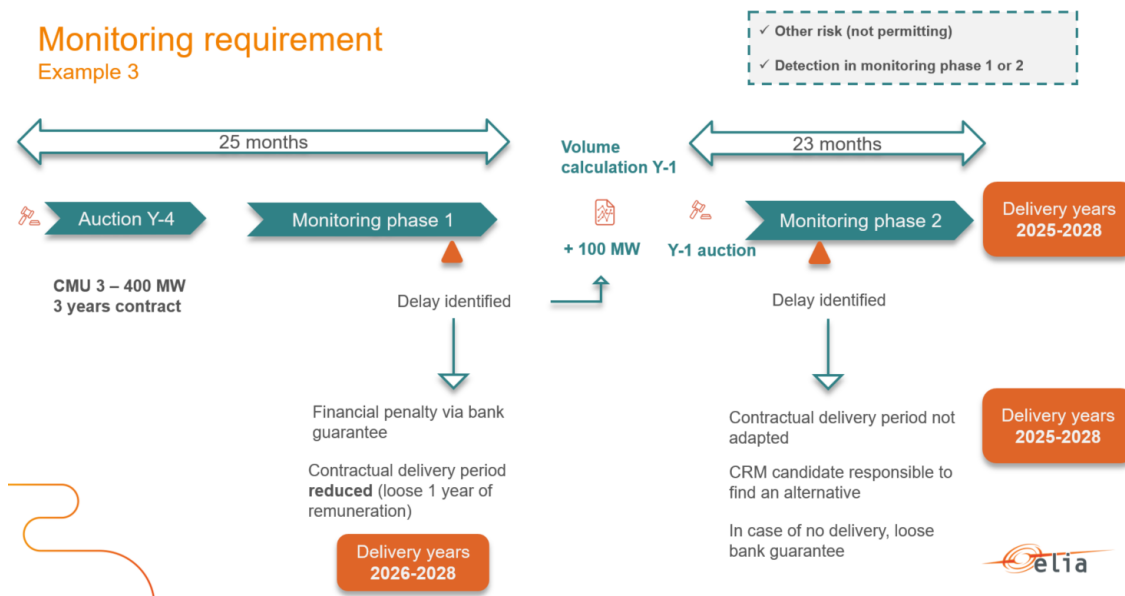 Monitoring requirement
Example 3
✓ Other risk (not permitting)
✓ Detection in monitoring phase 1 or 2
25 months
Volume
calculation Y-1
23 months
Auction Y-4
Monitoring phase 1
+ 100 MW
Y-1 auction
Monitoring phase 2
Delivery years
2025-2028
CMU 3 – 400 MW
3 years contract
Delay identified
Delay identified
Financial penalty via bank
guarantee
Contractual delivery period
reduced (loose 1 year of
remuneration)
Delivery years
2026-2028
Contractual delivery period not
adapted
CRM candidate responsible to
find an alternative
In case of no delivery, loose
bank guarantee
Delivery years
2025-2028
elia